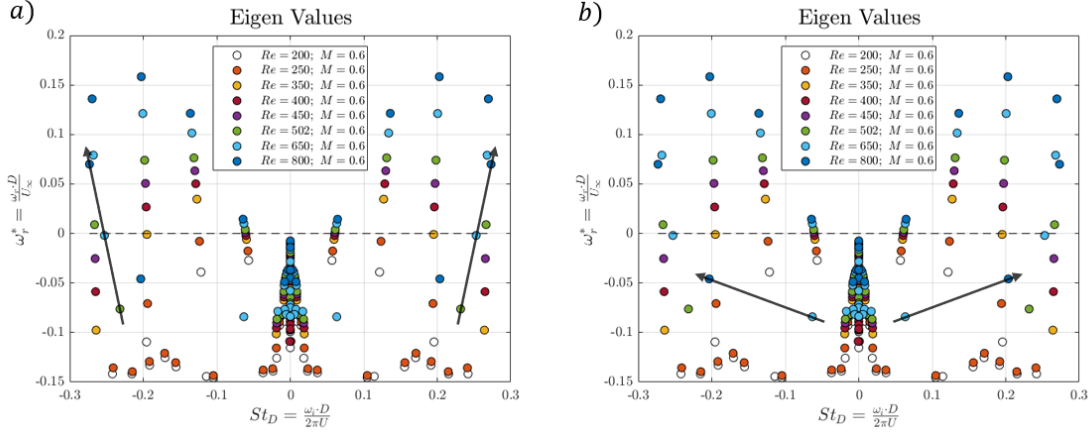 a)
Eigen Values
0.2
0.15
0.1
0.05
0
-0.05
-0.1
-0.15
ω*r = ωr·D / U∞
Re = 200; M = 0.6
Re = 250; M = 0.6
Re = 350; M = 0.6
Re = 400; M = 0.6
Re = 450; M = 0.6
Re = 502; M = 0.6
Re = 650; M = 0.6
Re = 800; M = 0.6
-0.3 -0.2 -0.1 0 0.1 0.2 0.3
StD = ωi·D / 2πU
b)
Eigen Values
0.2
0.15
0.1
0.05
0
-0.05
-0.1
-0.15
ω*r = ωr·D / U∞
Re = 200; M = 0.6
Re = 250; M = 0.6
Re = 350; M = 0.6
Re = 400; M = 0.6
Re = 450; M = 0.6
Re = 502; M = 0.6
Re = 650; M = 0.6
Re = 800; M = 0.6
-0.3 -0.2 -0.1 0 0.1 0.2 0.3
StD = ωi·D / 2πU